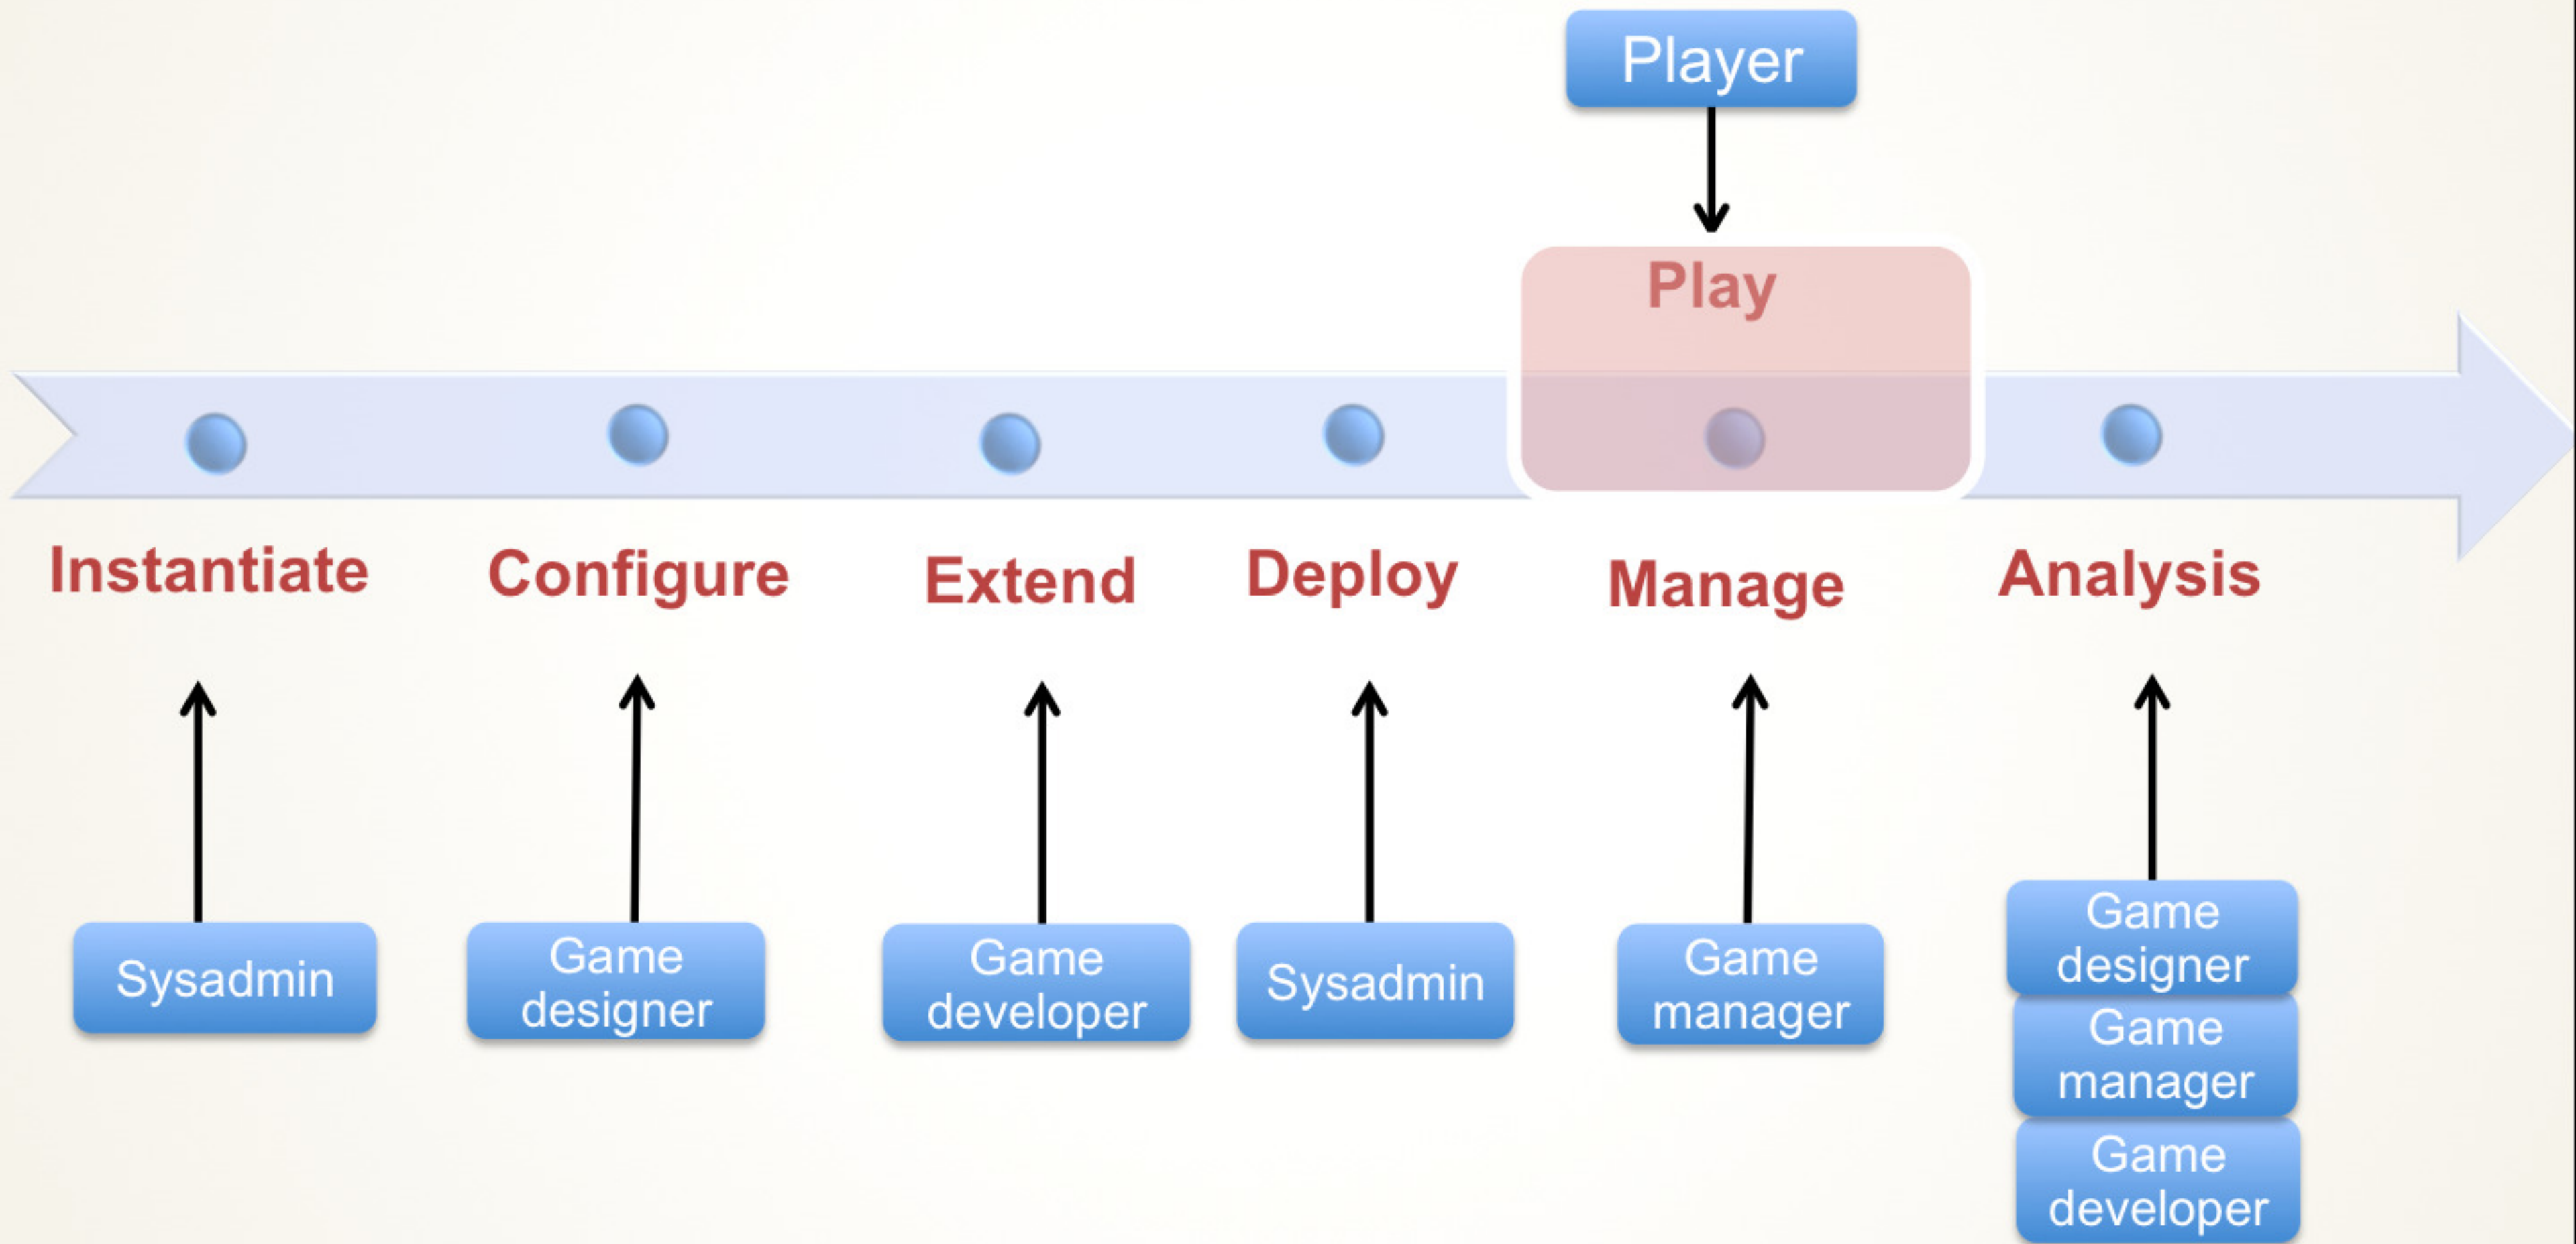 Player
Play
Instantiate
Configure
Extend
Deploy
Manage
Analysis
Sysadmin
Game
designer
Game
developer
Sysadmin
Game
manager
Game
designer
Game
manager
Game
developer